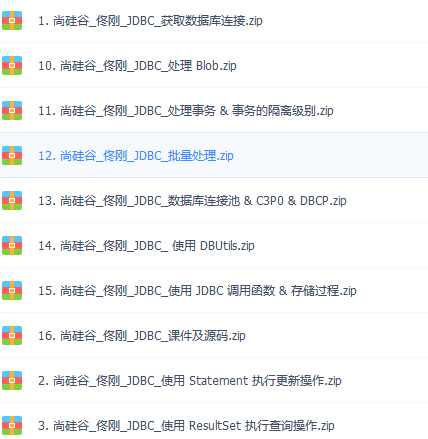 1. 尚硅谷_佟刚_JDBC_获取数据库连接.zip
10. 尚硅谷_佟刚_JDBC_处理 Blob.zip
11. 尚硅谷_佟刚_JDBC_处理事务 & 事务的隔离级别.zip
12. 尚硅谷_佟刚_JDBC_批量处理.zip
13. 尚硅谷_佟刚_JDBC_数据库连接池 & C3P0 & DBCP.zip
14. 尚硅谷_佟刚_JDBC_ 使用 DBUtils.zip
15. 尚硅谷_佟刚_JDBC_使用 JDBC 调用函数 & 存储过程.zip
16. 尚硅谷_佟刚_JDBC_课件及源码.zip
2. 尚硅谷_佟刚_JDBC_使用 Statement 执行更新操作.zip
3. 尚硅谷_佟刚_JDBC_使用 ResultSet 执行查询操作.zip